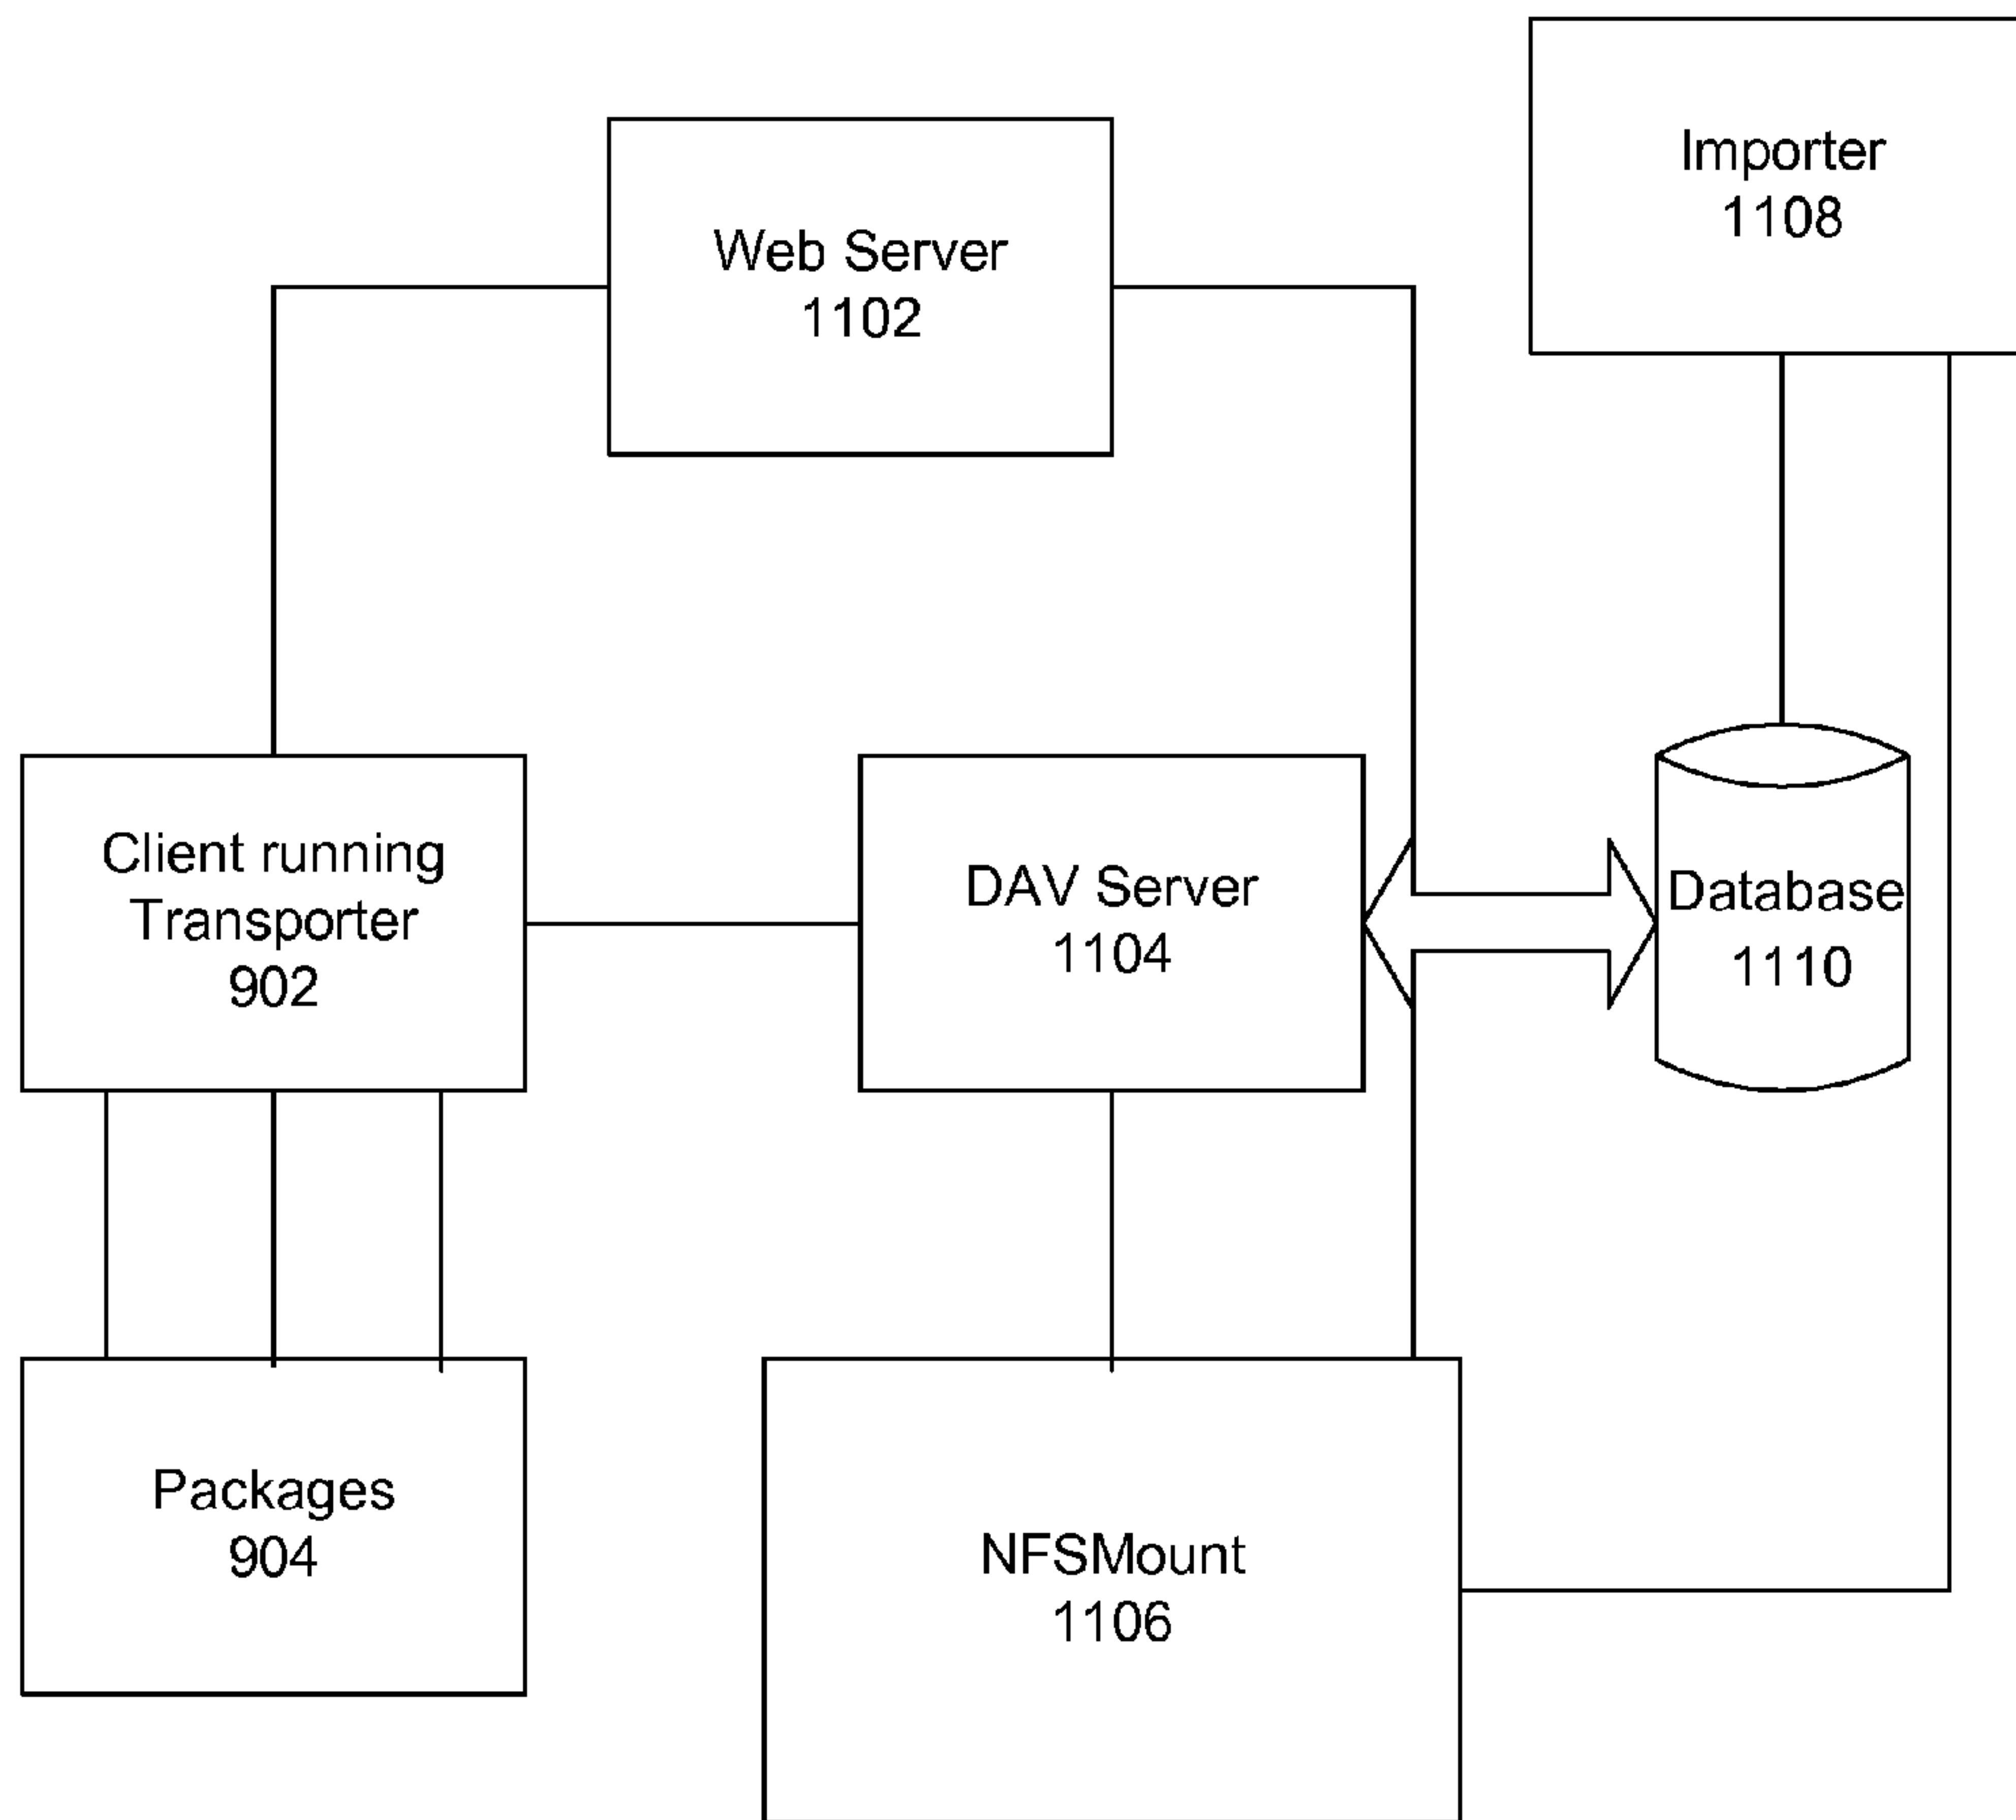 Importer
1108
Web Server
1102
Client running
Transporter
902
DAV Server
1104
Database
1110
Packages
904
NFSMount
1106